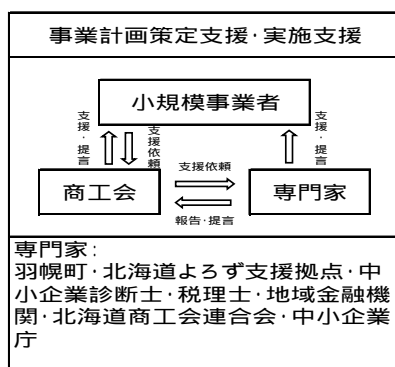 事業計画策定支援･実施支援
小規模事業者
支援･提言
支援依頼
支援･提言
商工会
支援依頼
報告･提言
専門家
専門家：
羽幌町･北海道よろず支援拠点･中
小企業診断士･税理士･地域金融機
関･北海道商工会連合会･中小企業
庁